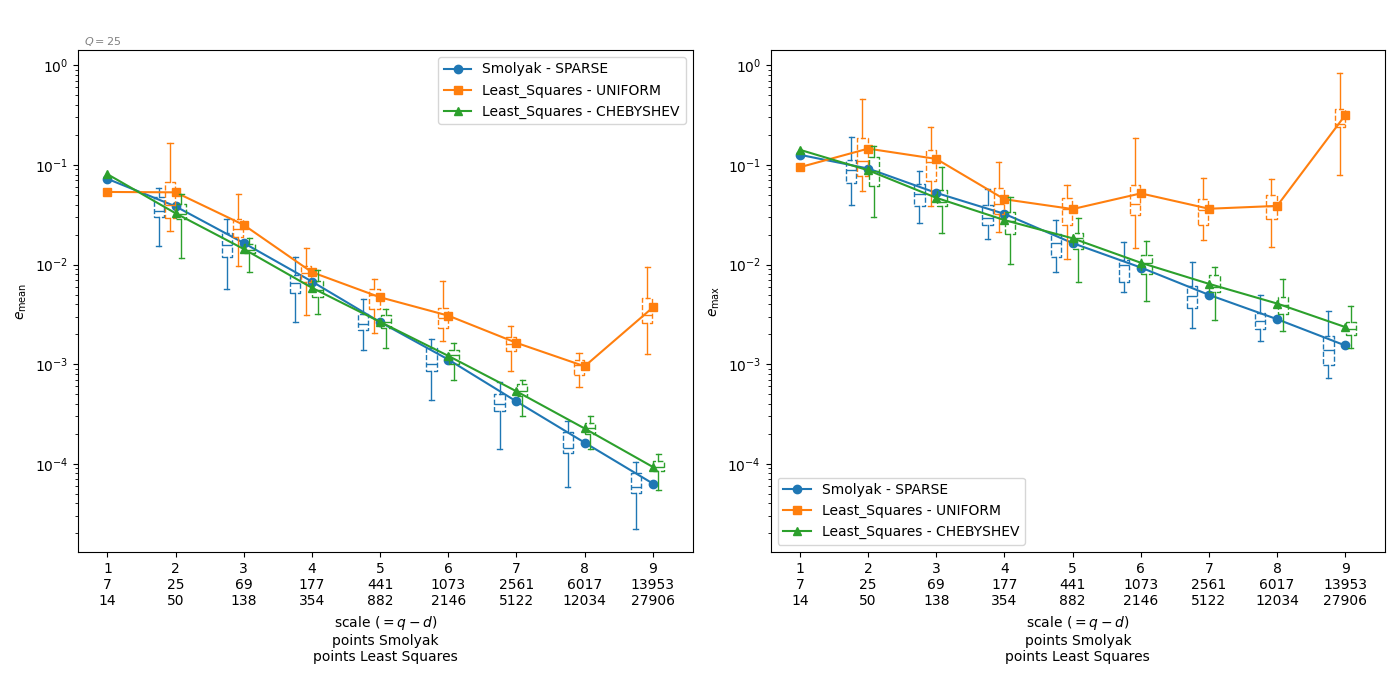 Q = 25
10⁰
10⁻¹
10⁻²
10⁻³
10⁻⁴
e_mean
Smolyak - SPARSE
Least_Squares - UNIFORM
Least_Squares - CHEBYSHEV
1 2 3 4 5 6 7 8 9
7 25 69 177 441 1073 2561 6017 13953
14 50 138 354 882 2146 5122 12034 27906
scale (= q − d)
points Smolyak
points Least Squares
10⁰
10⁻¹
10⁻²
10⁻³
10⁻⁴
e_max
Smolyak - SPARSE
Least_Squares - UNIFORM
Least_Squares - CHEBYSHEV
1 2 3 4 5 6 7 8 9
7 25 69 177 441 1073 2561 6017 13953
14 50 138 354 882 2146 5122 12034 27906
scale (= q − d)
points Smolyak
points Least Squares